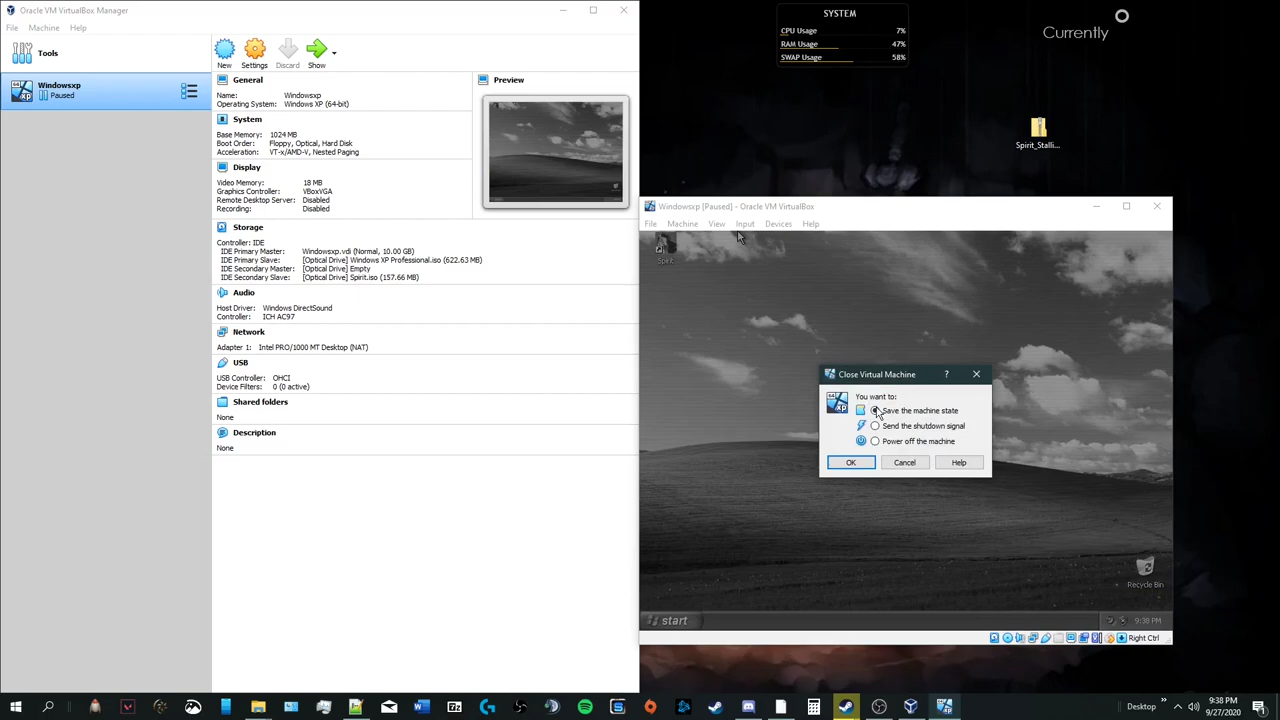 Oracle VM VirtualBox Manager
File Machine Help
Tools
New Settings Discard Show
Windowsxp
Paused
General
Name: Windowsxp
Operating System: Windows XP (64-bit)
System
Base Memory: 1024 MB
Boot Order: Floppy, Optical, Hard Disk
Acceleration: VT-x/AMD-V, Nested Paging
Display
Video Memory: 18 MB
Graphics Controller: VBoxVGA
Remote Desktop Server: Disabled
Recording: Disabled
Storage
Controller: IDE
IDE Primary Master: Windowsxp.vdi (Normal, 10.00 GB)
IDE Primary Slave: [Optical Drive] Windows XP Professional.iso (622.63 MB)
IDE Secondary Master: [Optical Drive] Empty
IDE Secondary Slave: [Optical Drive] Spirit.iso (157.66 MB)
Audio
Host Driver: Windows DirectSound
Controller: ICH AC97
Network
Adapter 1: Intel PRO/1000 MT Desktop (NAT)
USB
USB Controller: OHCI
Device Filters: 0 (0 active)
Shared folders
None
Description
None
Preview
SYSTEM
CPU Usage 7%
RAM Usage 47%
SWAP Usage 58%
Currently
Spirit_Stalli...
Windowsxp [Paused] - Oracle VM VirtualBox
File Machine View Input Devices Help
Spirit
Close Virtual Machine ?
64 xp
You want to:
Save the machine state
Send the shutdown signal
Power off the machine
OK Cancel Help
Recycle Bin
start 9:38 PM
Right Ctrl
Desktop 9:38 PM
9/27/2020